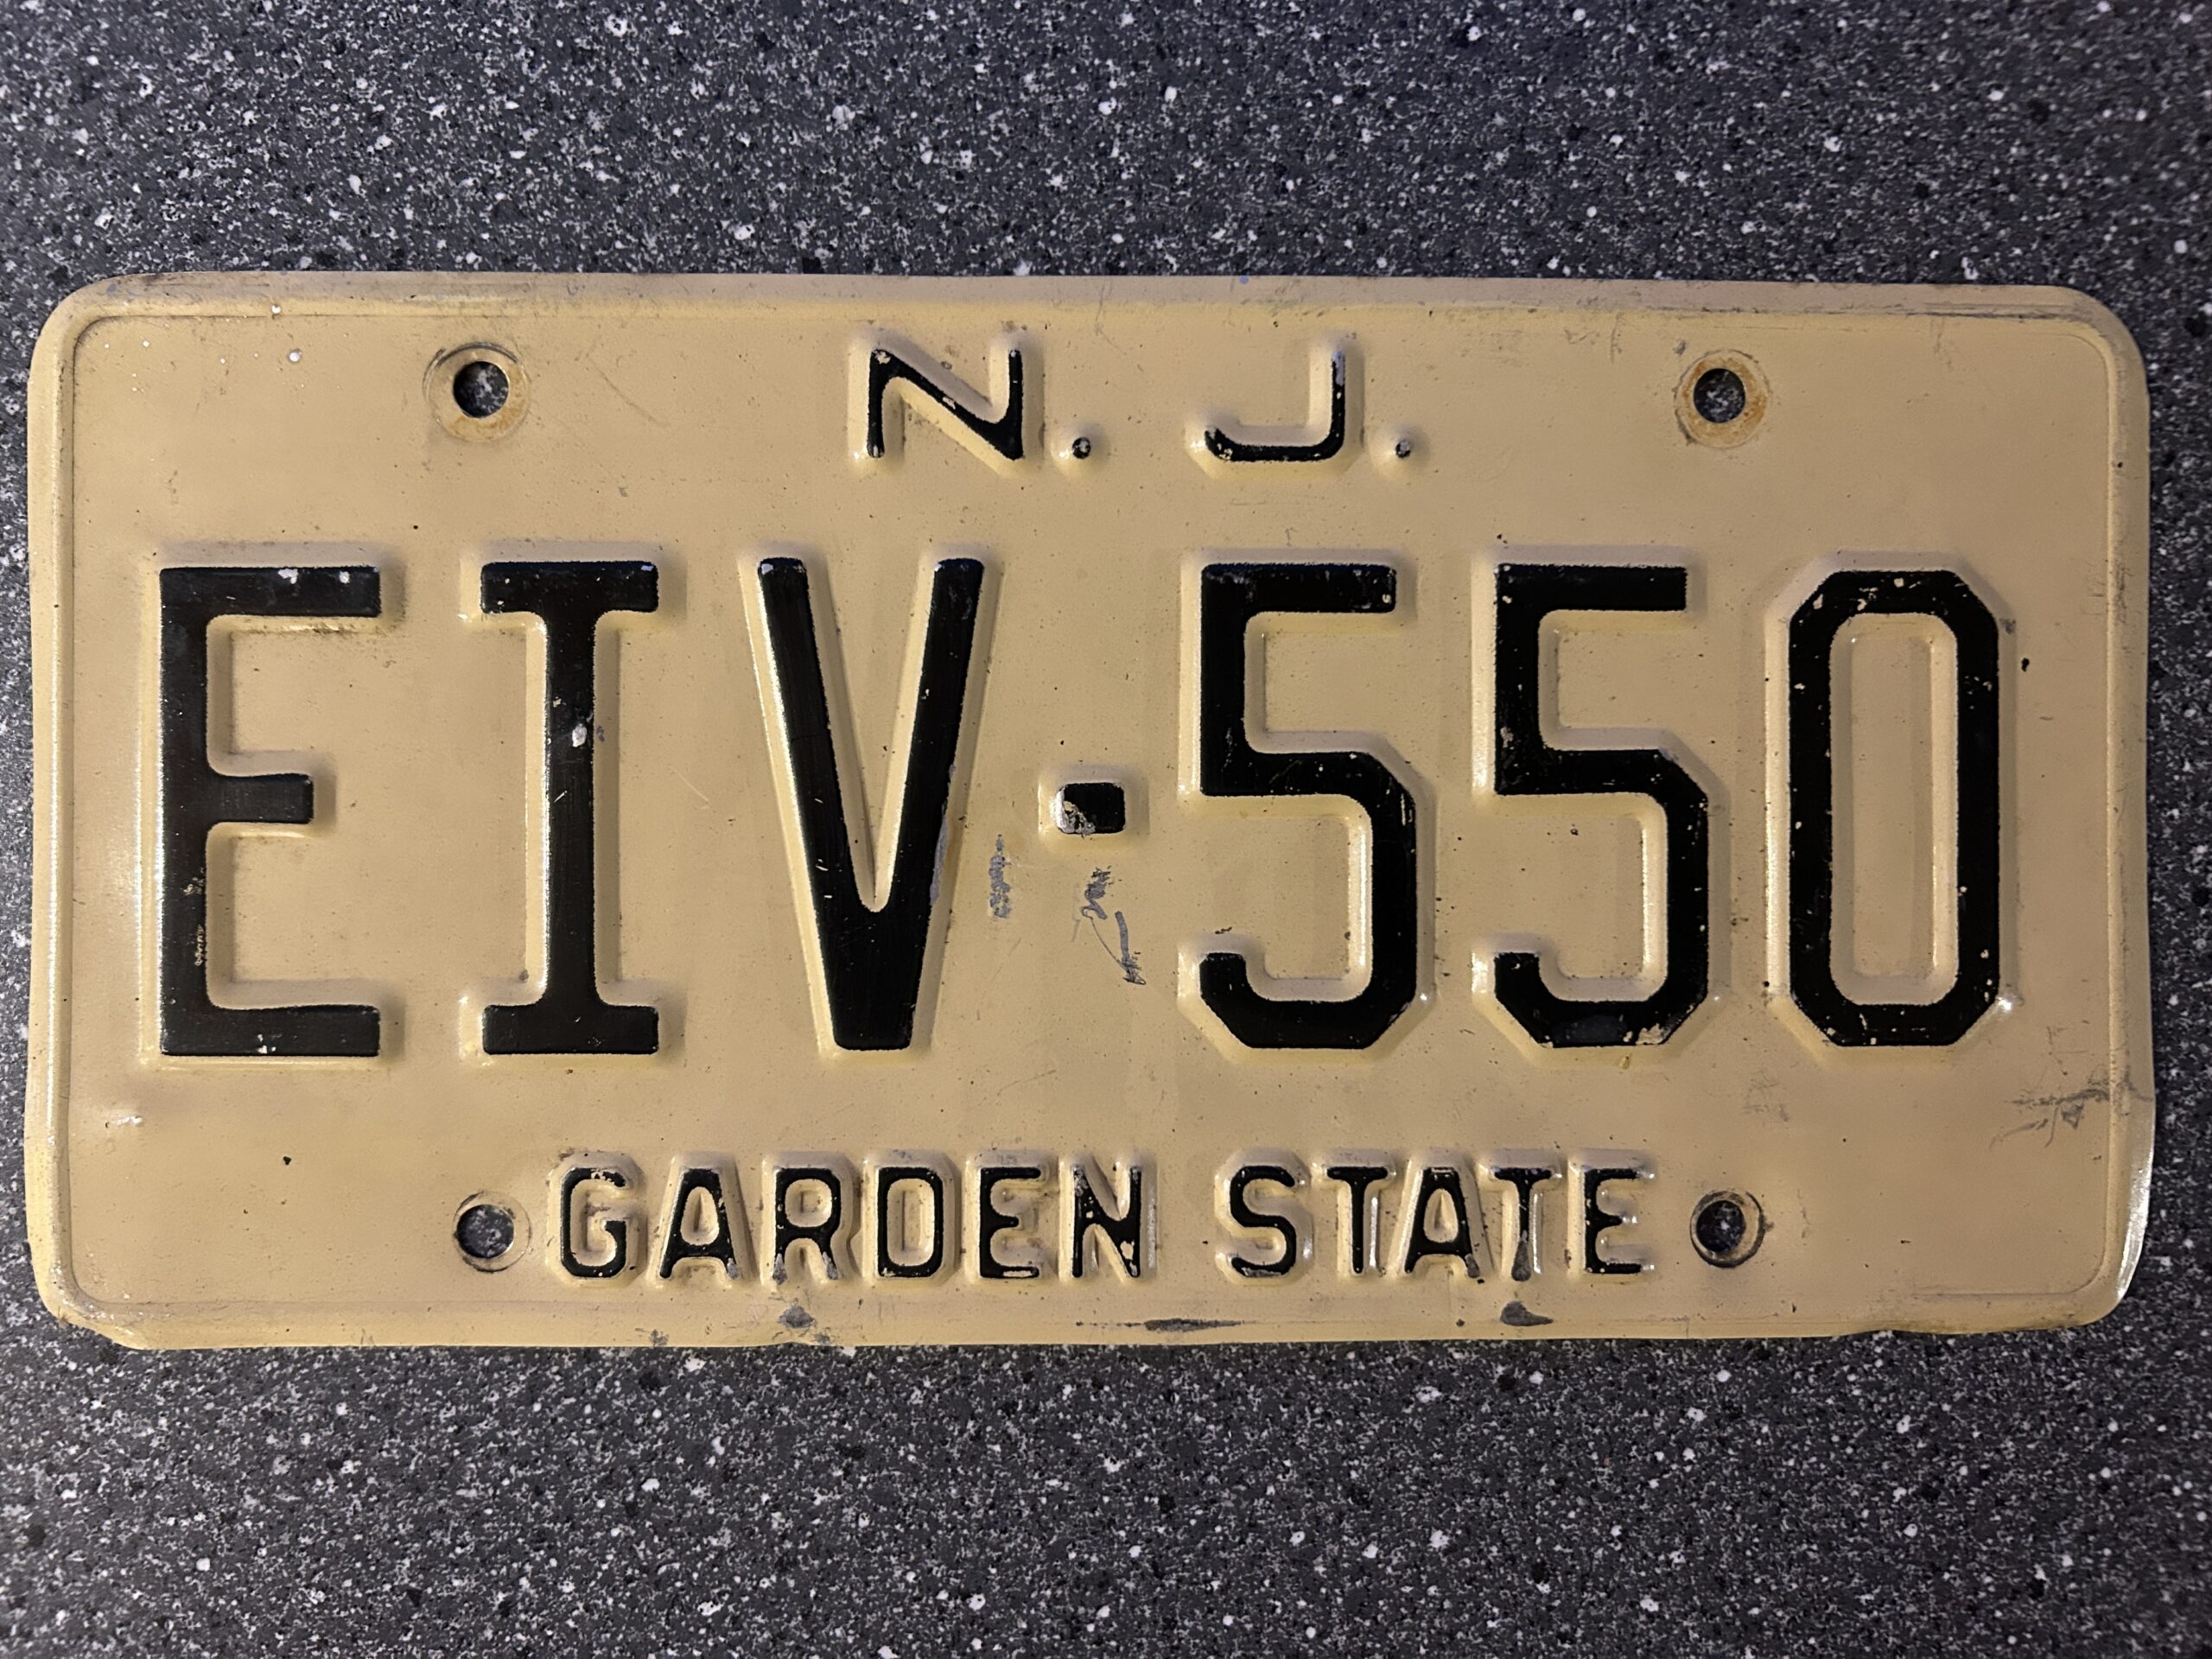 N. J.
EIV-550
GARDEN STATE